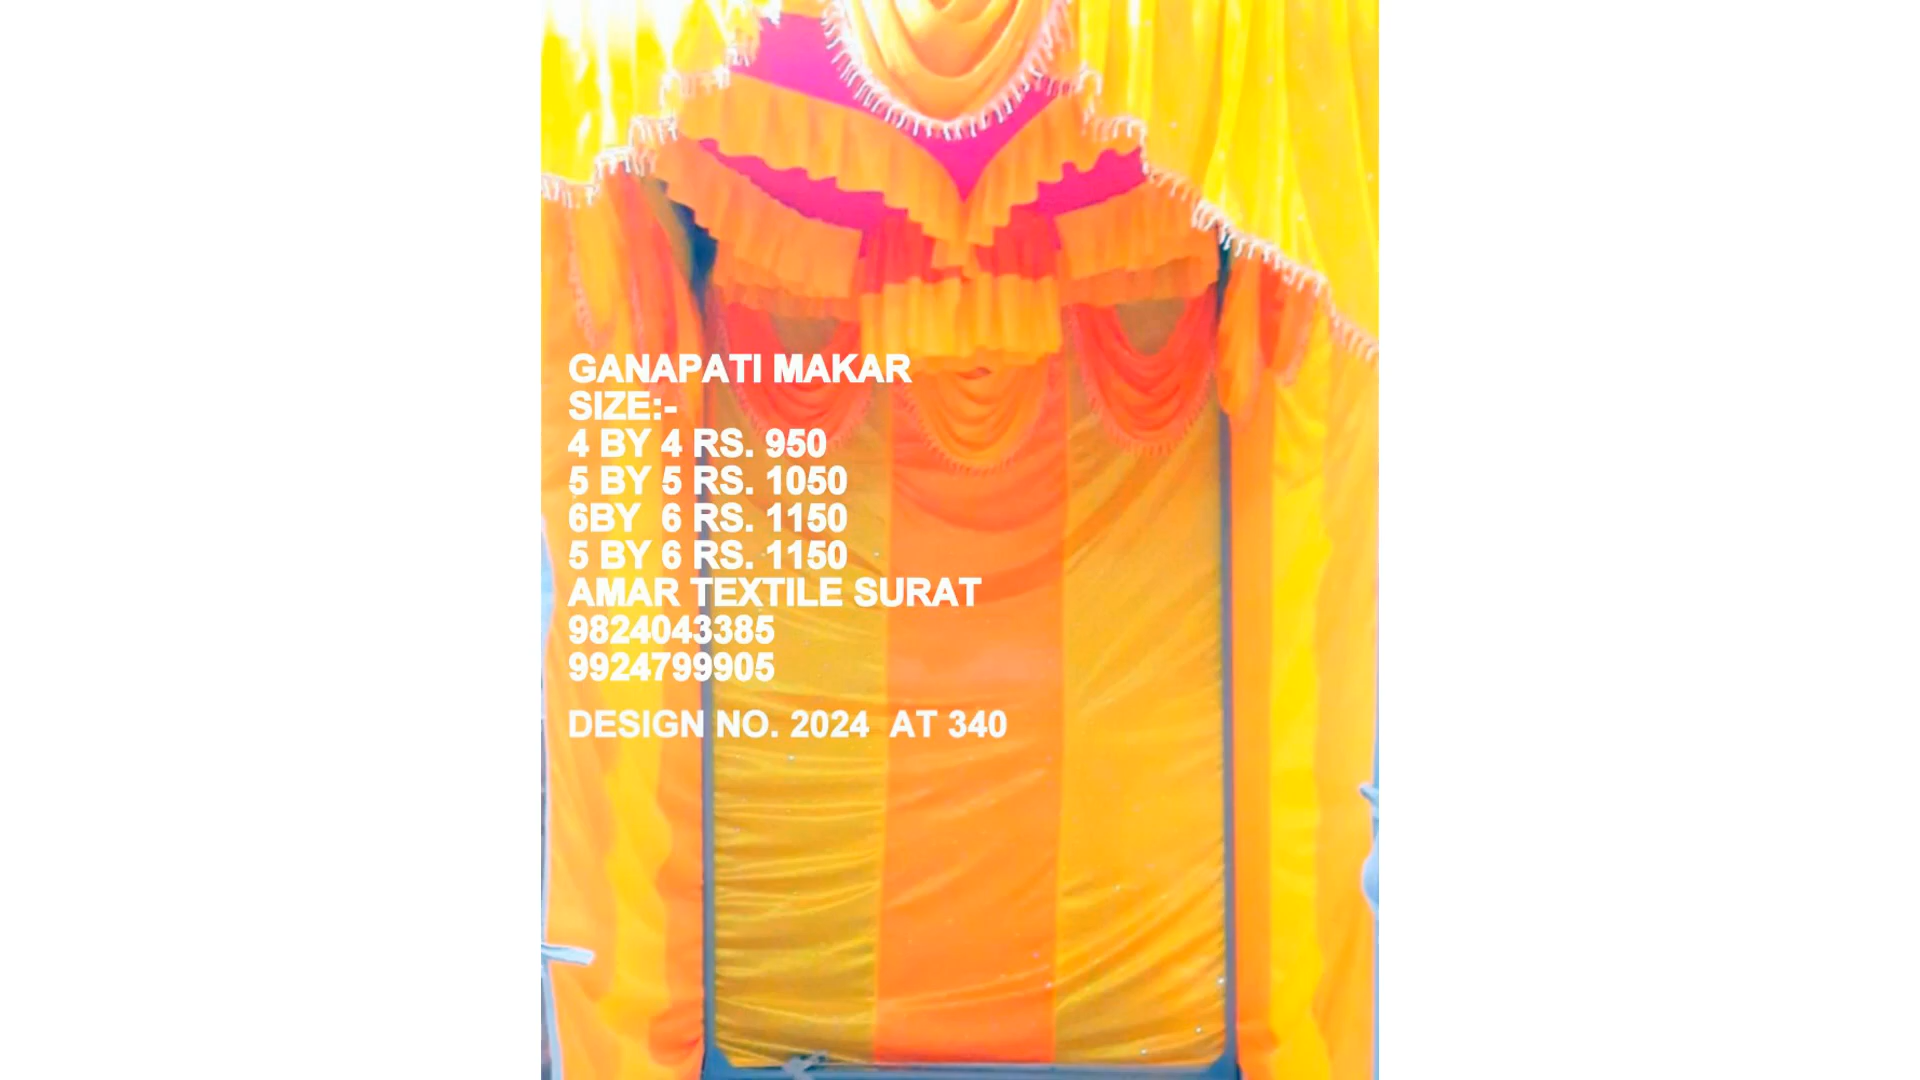 GANAPATI MAKAR
SIZE:-
4 BY 4 RS. 950
5 BY 5 RS. 1050
6BY  6 RS. 1150
5 BY 6 RS. 1150
AMAR TEXTILE SURAT
9824043385
9924799905
DESIGN NO. 2024  AT 340